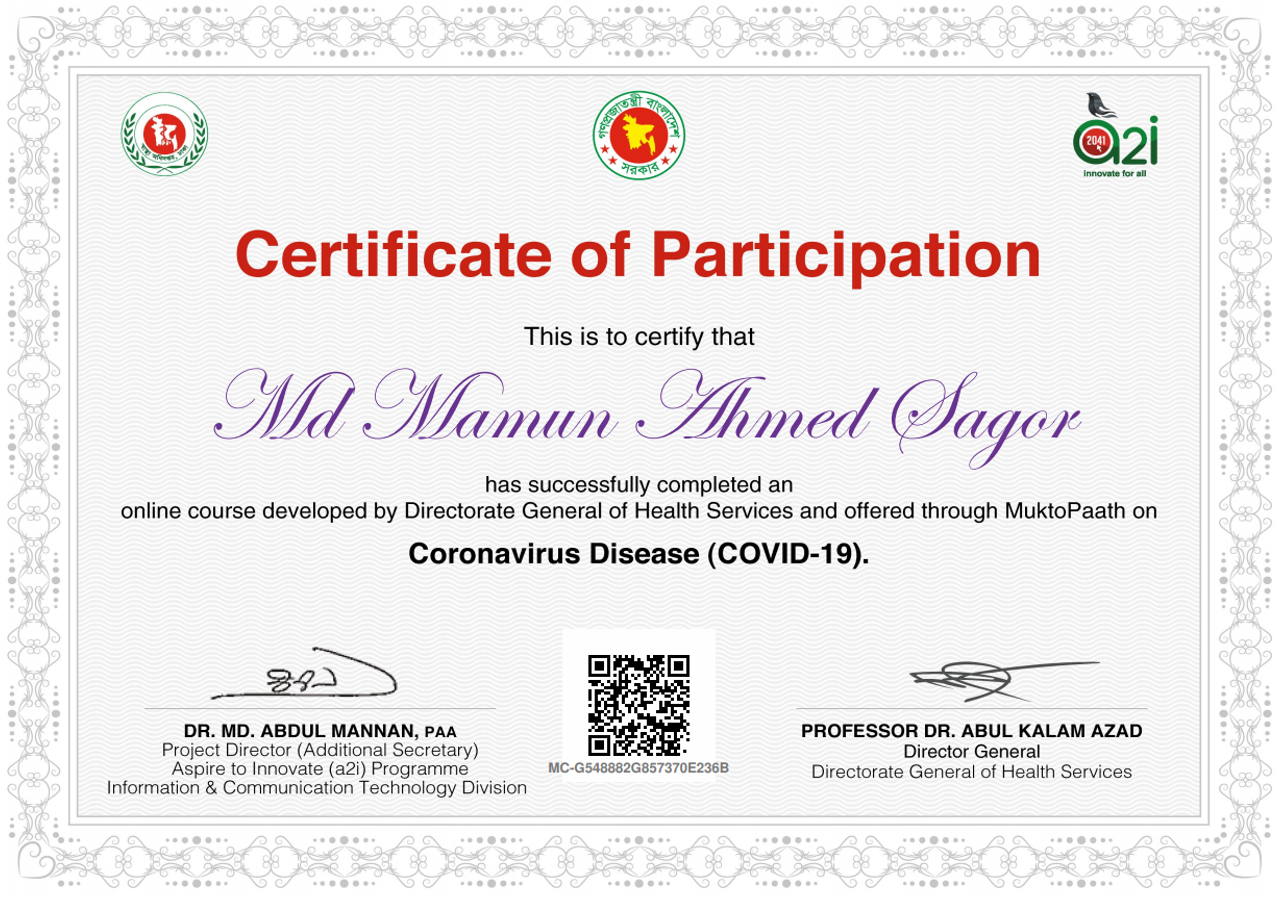 গণপ্রজাতন্ত্রী বাংলাদেশ
সরকার
2041
a2i
innovate for all
Certificate of Participation
This is to certify that
Md Mamun Ahmed Sagor
has successfully completed an
online course developed by Directorate General of Health Services and offered through MuktoPaath on
Coronavirus Disease (COVID-19).
DR. MD. ABDUL MANNAN, PAA
Project Director (Additional Secretary)
Aspire to Innovate (a2i) Programme
Information & Communication Technology Division
MC-G548882G857370E236B
PROFESSOR DR. ABUL KALAM AZAD
Director General
Directorate General of Health Services